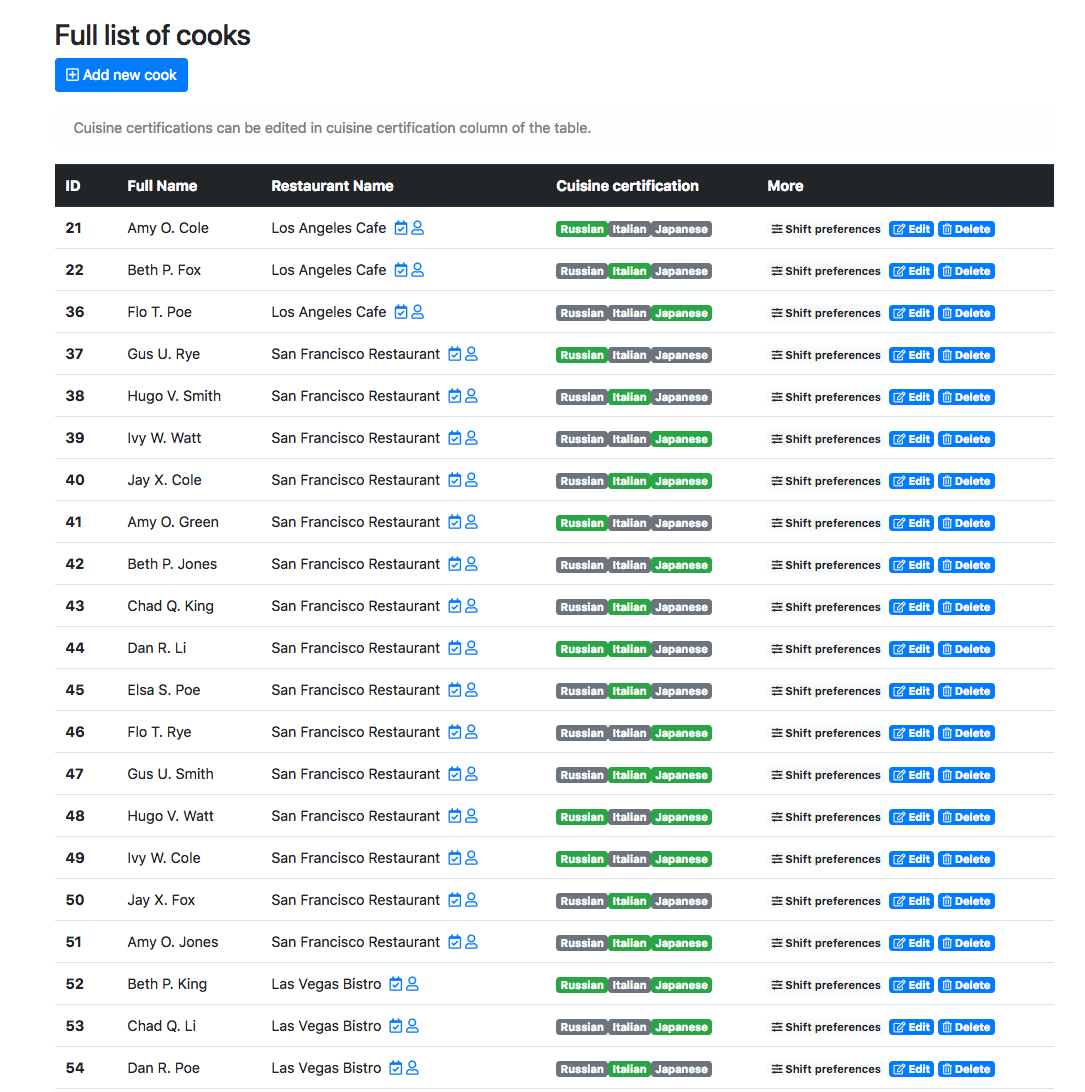 Full list of cooks
Add new cook
Cuisine certifications can be edited in cuisine certification column of the table.
ID Full Name Restaurant Name Cuisine certification More
21 Amy O. Cole Los Angeles Cafe Russian Italian Japanese Shift preferences Edit Delete
22 Beth P. Fox Los Angeles Cafe Russian Italian Japanese Shift preferences Edit Delete
36 Flo T. Poe Los Angeles Cafe Russian Italian Japanese Shift preferences Edit Delete
37 Gus U. Rye San Francisco Restaurant Russian Italian Japanese Shift preferences Edit Delete
38 Hugo V. Smith San Francisco Restaurant Russian Italian Japanese Shift preferences Edit Delete
39 Ivy W. Watt San Francisco Restaurant Russian Italian Japanese Shift preferences Edit Delete
40 Jay X. Cole San Francisco Restaurant Russian Italian Japanese Shift preferences Edit Delete
41 Amy O. Green San Francisco Restaurant Russian Italian Japanese Shift preferences Edit Delete
42 Beth P. Jones San Francisco Restaurant Russian Italian Japanese Shift preferences Edit Delete
43 Chad Q. King San Francisco Restaurant Russian Italian Japanese Shift preferences Edit Delete
44 Dan R. Li San Francisco Restaurant Russian Italian Japanese Shift preferences Edit Delete
45 Elsa S. Poe San Francisco Restaurant Russian Italian Japanese Shift preferences Edit Delete
46 Flo T. Rye San Francisco Restaurant Russian Italian Japanese Shift preferences Edit Delete
47 Gus U. Smith San Francisco Restaurant Russian Italian Japanese Shift preferences Edit Delete
48 Hugo V. Watt San Francisco Restaurant Russian Italian Japanese Shift preferences Edit Delete
49 Ivy W. Cole San Francisco Restaurant Russian Italian Japanese Shift preferences Edit Delete
50 Jay X. Fox San Francisco Restaurant Russian Italian Japanese Shift preferences Edit Delete
51 Amy O. Jones San Francisco Restaurant Russian Italian Japanese Shift preferences Edit Delete
52 Beth P. King Las Vegas Bistro Russian Italian Japanese Shift preferences Edit Delete
53 Chad Q. Li Las Vegas Bistro Russian Italian Japanese Shift preferences Edit Delete
54 Dan R. Poe Las Vegas Bistro Russian Italian Japanese Shift preferences Edit Delete